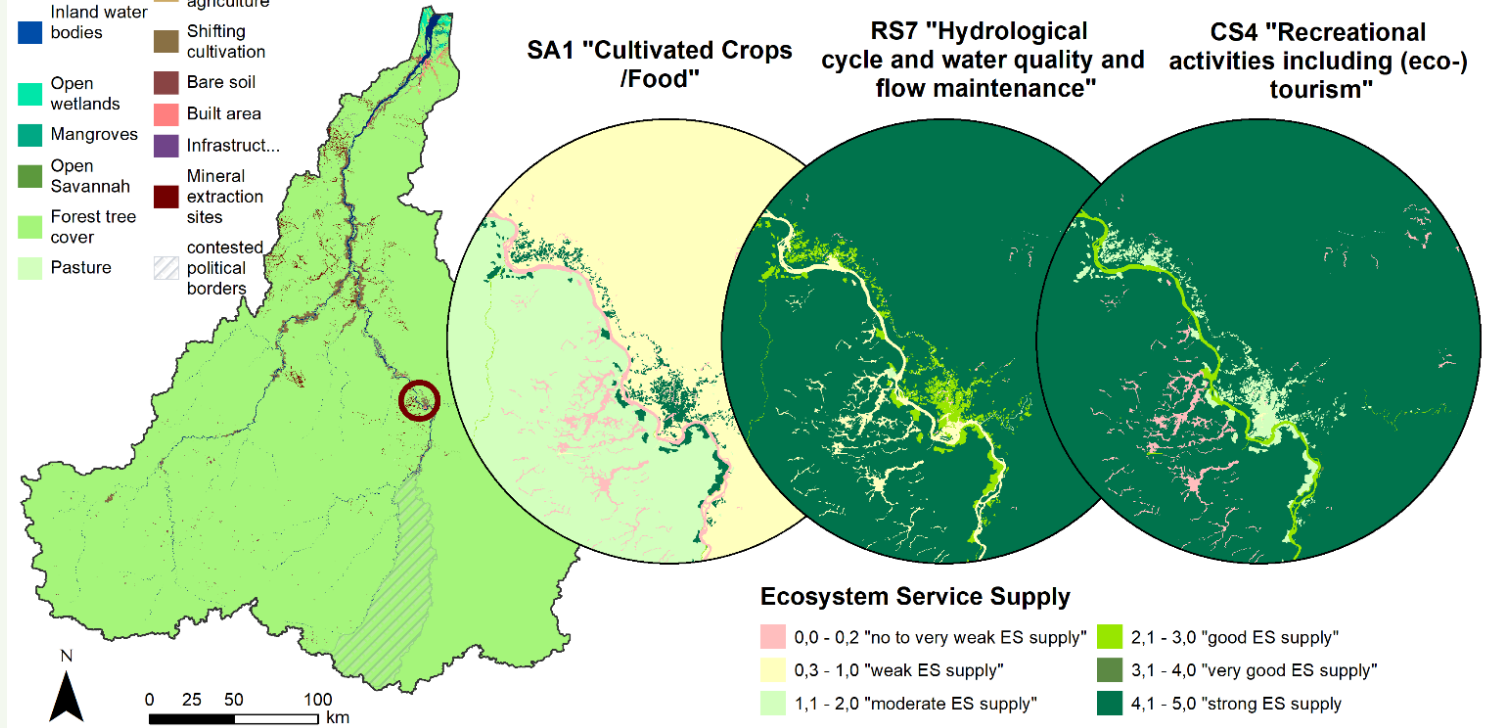 agriculture
Inland water
bodies
Shifting
cultivation
Open
wetlands
Bare soil
Built area
Mangroves
Infrastruct...
Open
Savannah
Mineral
extraction
sites
Forest tree
cover
contested
political
borders
Pasture
SA1 "Cultivated Crops
/Food"
RS7 "Hydrological
cycle and water quality and
flow maintenance"
CS4 "Recreational
activities including (eco-)
tourism"
N
0 25 50 100
km
Ecosystem Service Supply
0,0 - 0,2 "no to very weak ES supply"
0,3 - 1,0 "weak ES supply"
1,1 - 2,0 "moderate ES supply"
2,1 - 3,0 "good ES supply"
3,1 - 4,0 "very good ES supply"
4,1 - 5,0 "strong ES supply